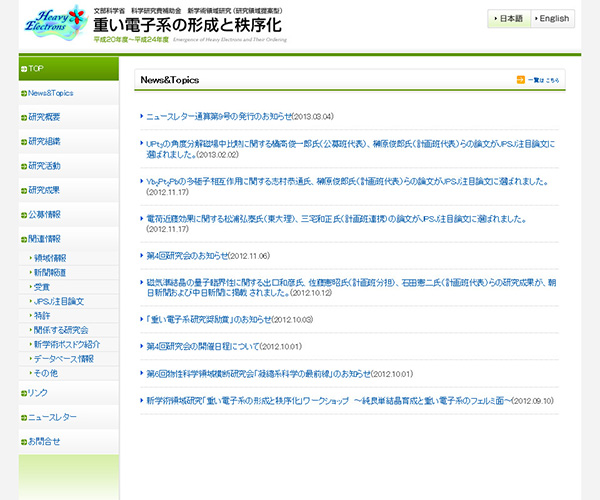 Heavy Electrons
文部科学省 科学研究費補助金 新学術領域研究(研究領域提案型)
重い電子系の形成と秩序化
平成20年度～平成24年度 Emergence of Heavy Electrons and Their Ordering
日本語
English
TOP
News&Topics
研究概要
研究組織
研究活動
研究成果
公募情報
関連情報
領域情報
新聞報道
受賞
JPSJ注目論文
特許
関係する研究会
新学術ポスドク紹介
データベース情報
その他
リンク
ニュースレター
お問合せ
News&Topics
一覧はこちら
ニュースレター通算第9号の発行のお知らせ(2013.03.04)
UPt3の角度分解磁場中比熱に関する橘高俊一郎氏(公募班代表)、榊原俊郎氏(計画班代表)らの論文がJPSJ注目論文に
選ばれました。(2013.02.02)
Yb3Pt2Pbの多極子相互作用に関する志村恭通氏、榊原俊郎氏(計画班代表)らの論文がJPSJ注目論文に選ばれました。
(2012.11.17)
電荷近藤効果に関する松浦弘泰氏(東大理)、三宅和正氏(計画班連携)の論文がJPSJ注目論文に選ばれました。
(2012.11.17)
第4回研究会のお知らせ(2012.11.06)
磁気準結晶の量子臨界性に関する出口和彦氏、佐藤憲昭氏(計画班分担)、石田憲二氏(計画班代表)らの研究成果が、朝
日新聞および中日新聞に掲載されました。(2012.10.12)
「重い電子系研究奨励賞」のお知らせ(2012.10.03)
第4回研究会の開催日程について(2012.10.01)
第6回物性科学領域横断研究会「凝縮系科学の最前線」のお知らせ(2012.10.01)
新学術領域研究「重い電子系の形成と秩序化」ワークショップ ～純良単結晶育成と重い電子系のフェルミ面～(2012.09.10)